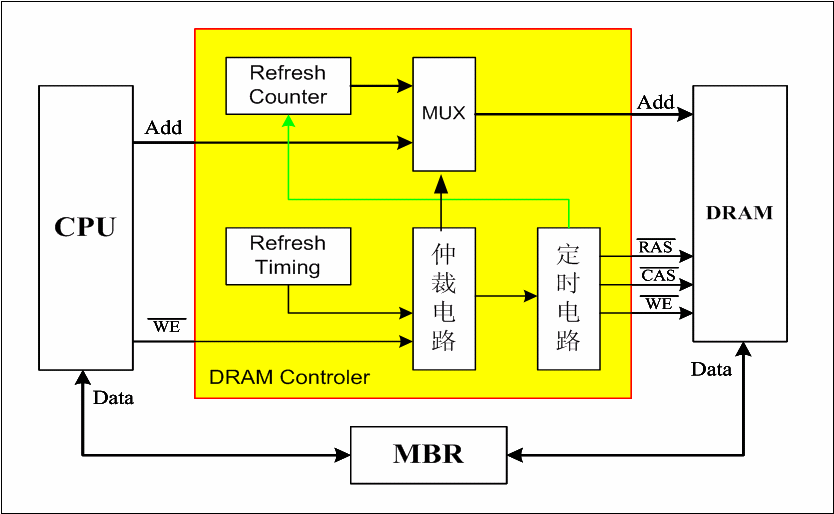 Refresh
Counter
MUX
Add
Add
CPU
DRAM
Refresh
Timing
仲裁电路
定时电路
RAS
CAS
WE
WE
DRAM Controler
Data
Data
MBR